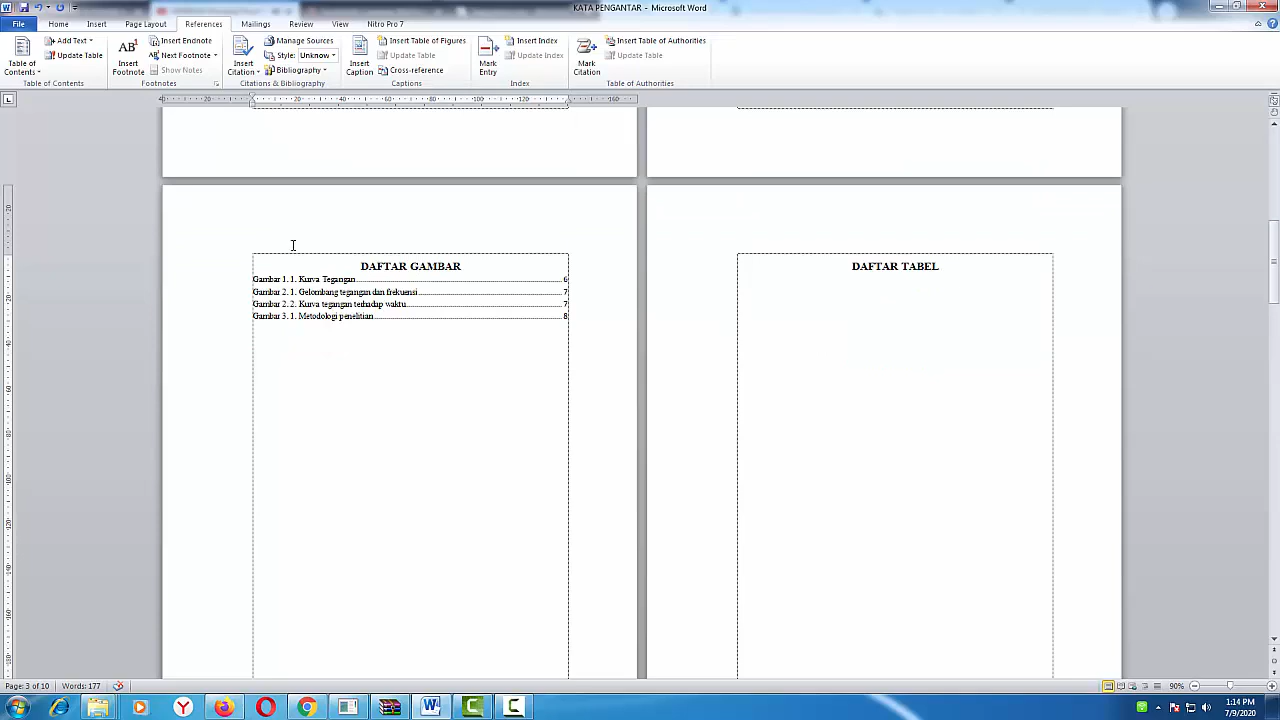 KATA PENGANTAR - Microsoft Word
File Home Insert Page Layout References Mailings Review View Nitro Pro 7
Table of Contents
Add Text
Update Table
Table of Contents
Insert Footnote
AB1
Insert Endnote
Next Footnote
Show Notes
Footnotes
Insert Citation
Manage Sources
Style: Unknow
Bibliography
Citations & Bibliography
Insert Caption
Insert Table of Figures
Update Table
Cross-reference
Captions
Mark Entry
Insert Index
Update Index
Index
Mark Citation
Insert Table of Authorities
Update Table
Table of Authorities
DAFTAR GAMBAR
Gambar 1. 1. Kurva Tegangan 6
Gambar 2. 1. Gelombang tegangan dan frekuensi 7
Gambar 2. 2. Kurva tegangan terhadap waktu 7
Gambar 3. 1. Metodologi penelitian 8
DAFTAR TABEL
Page: 3 of 10 Words: 177
90%
1:14 PM
7/9/2020